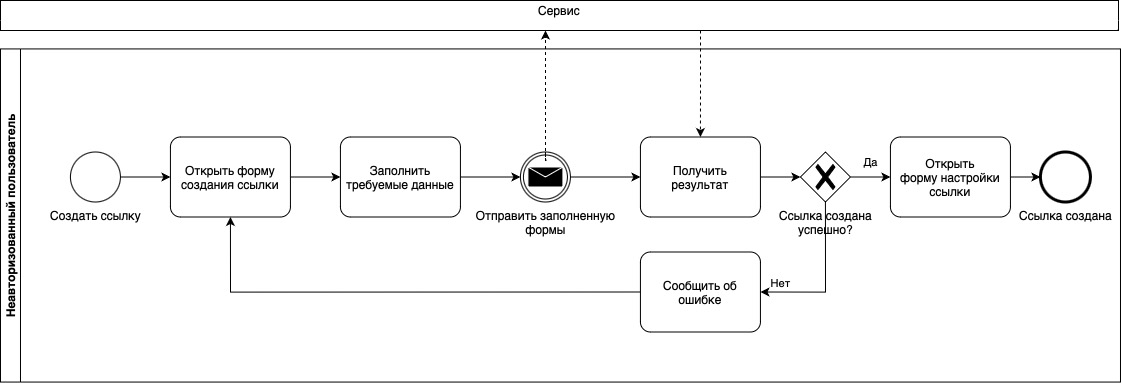 Сервис
Неавторизованный пользователь
Создать ссылку
Открыть форму
создания ссылки
Заполнить
требуемые данные
Отправить заполненную
формы
Получить
результат
Ссылка создана
успешно?
Да
Открыть
форму настройки
ссылки
Ссылка создана
Сообщить об
ошибке
Нет